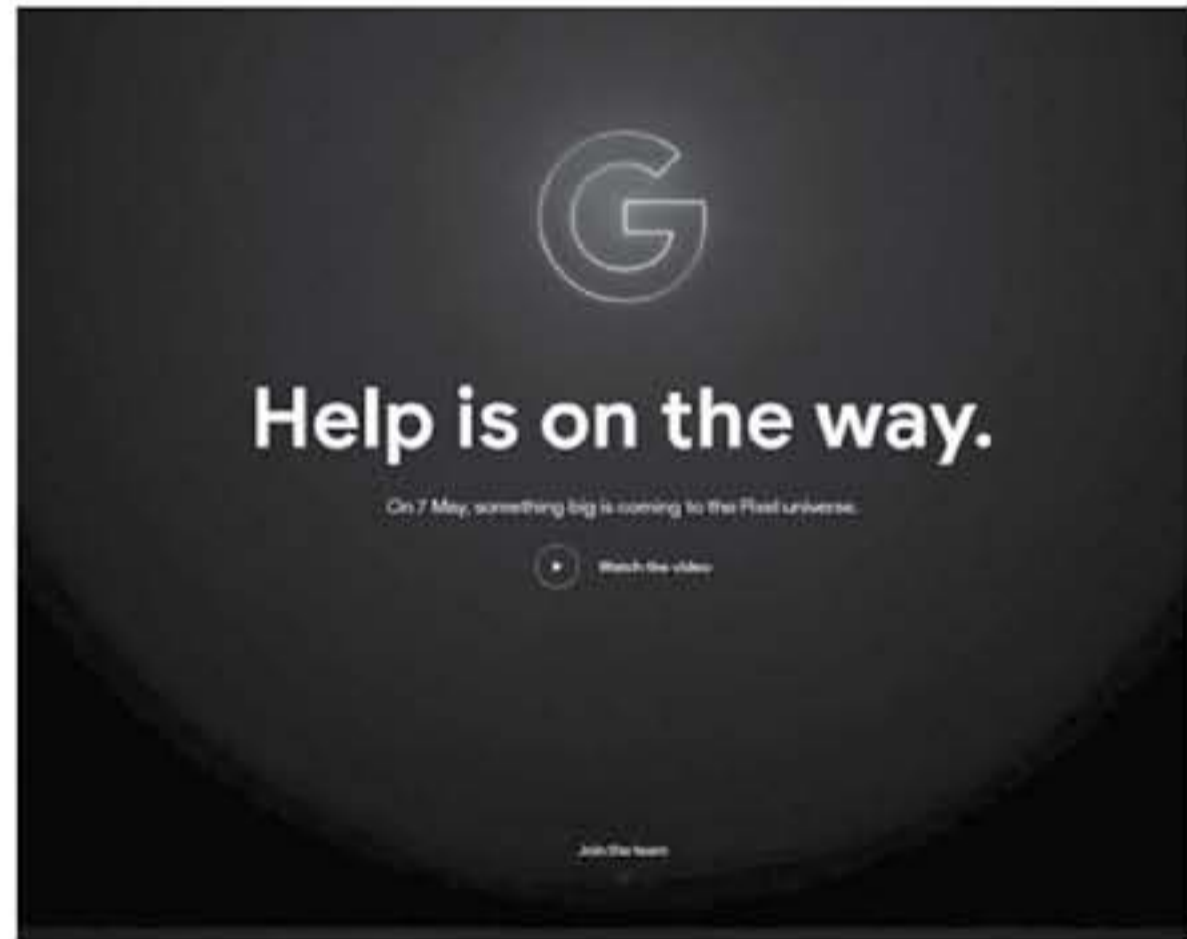 G
Help is on the way.
On 7 May, something big is coming to the Pixel universe.
Watch the video
Join the team